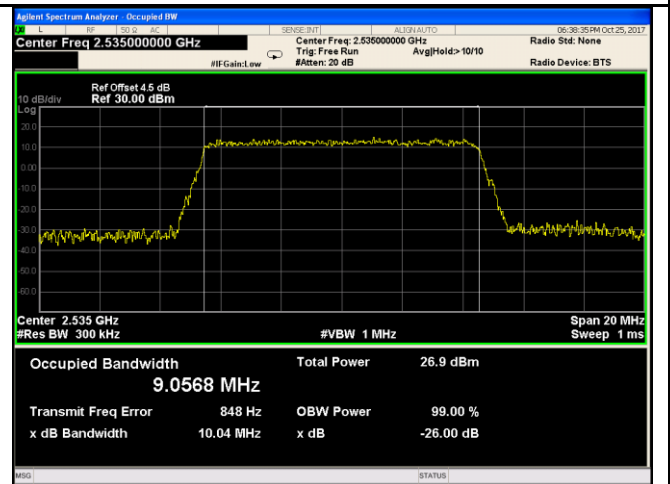 Agilent Spectrum Analyzer - Occupied BW
L RF 50 Ω AC SENSE:INT ALIGN AUTO 06:38:35 PM Oct 25, 2017
Center Freq 2.535000000 GHz Center Freq: 2.535000000 GHz Radio Std: None
Trig: Free Run Avg|Hold:> 10/10
#IFGain:Low #Atten: 20 dB Radio Device: BTS
Ref Offset 4.5 dB
10 dB/div Ref 30.00 dBm
Log
20.0
10.0
0.00
-10.0
-20.0
-30.0
-40.0
-50.0
-60.0
Center 2.535 GHz Span 20 MHz
#Res BW 300 kHz #VBW 1 MHz Sweep 1 ms
Occupied Bandwidth Total Power 26.9 dBm
9.0568 MHz
Transmit Freq Error 848 Hz OBW Power 99.00 %
x dB Bandwidth 10.04 MHz x dB -26.00 dB
MSG STATUS